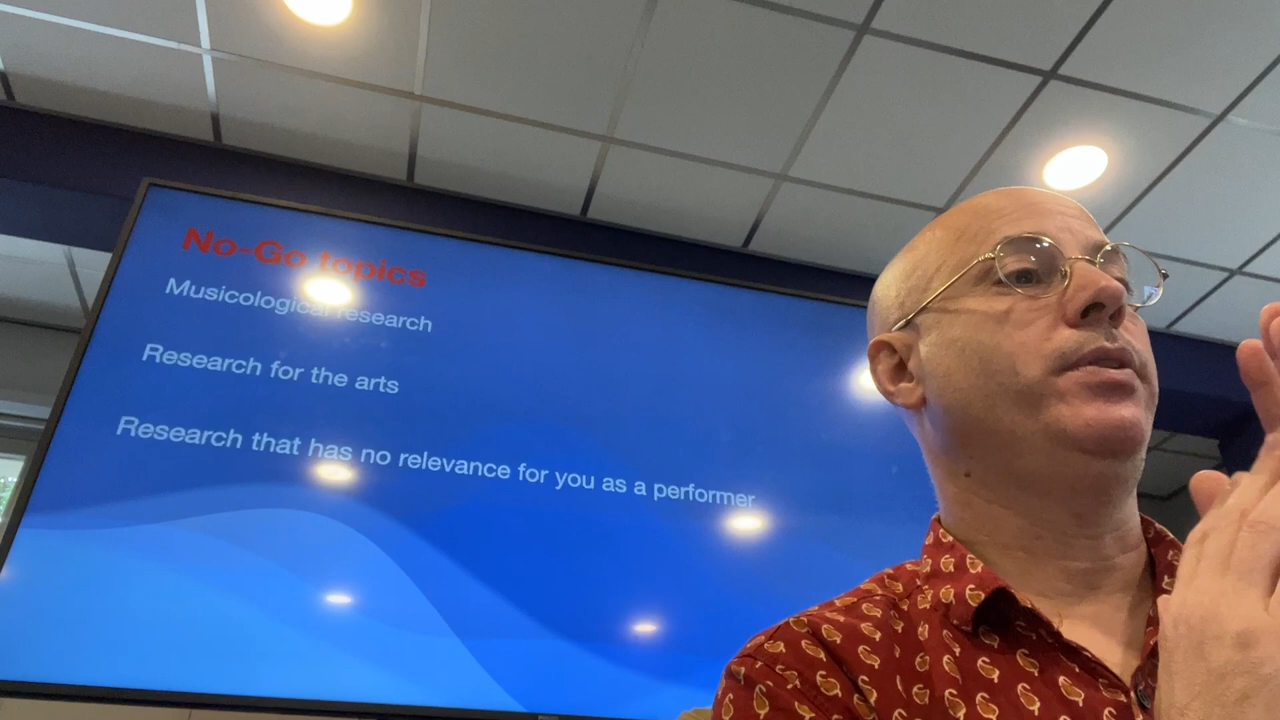 No-Go topics
Musicological research
Research for the arts
Research that has no relevance for you as a performer